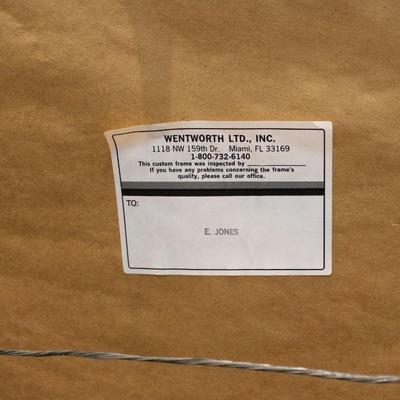 WENTWORTH LTD., INC.
1118 NW 159th Dr. Miami, FL 33169
1-800-732-6140
This custom frame was inspected by
If you have any problems concerning the frame's
quality, please call our office.
TO:
E. JONES